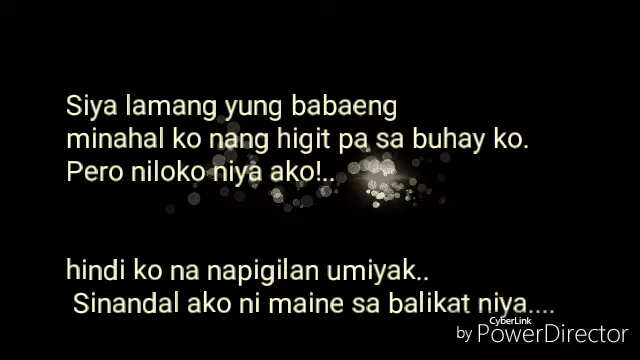 Siya lamang yung babaeng
minahal ko nang higit pa sa buhay ko.
Pero niloko niya ako!..
hindi ko na napigilan umiyak..
Sinandal ako ni maine sa balikat niya....
CyberLink
by PowerDirector